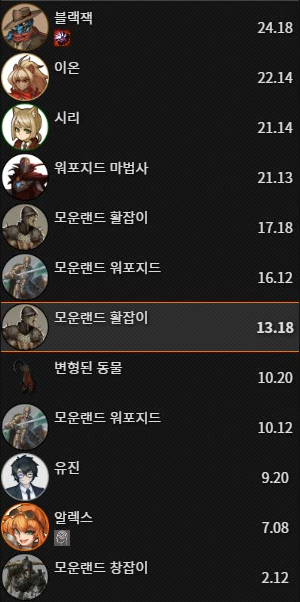 블랙잭
24.18
이온
22.14
시리
21.14
워포지드 마법사
21.13
모운랜드 활잡이
17.18
모운랜드 워포지드
16.12
모운랜드 활잡이
13.18
변형된 동물
10.20
모운랜드 워포지드
10.12
유진
9.20
알렉스
7.08
모운랜드 창잡이
2.12